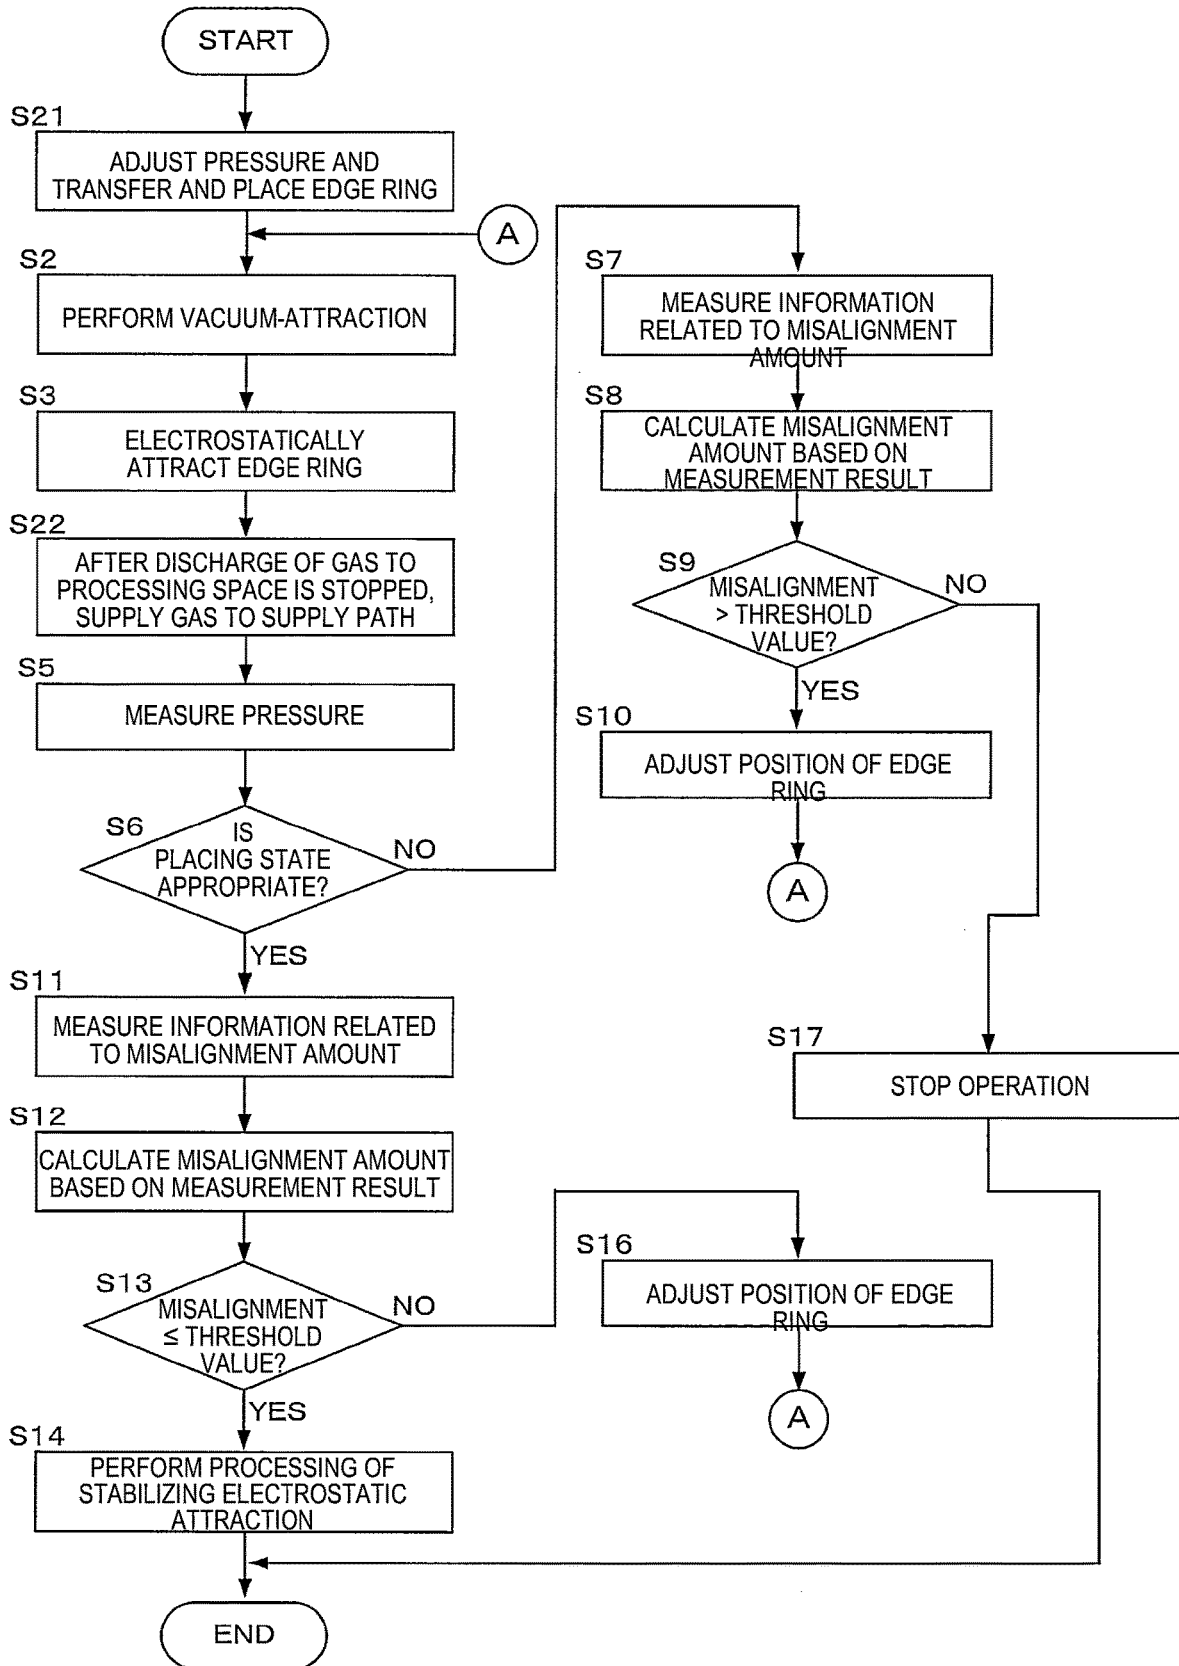 START
S21
ADJUST PRESSURE AND
TRANSFER AND PLACE EDGE RING
A
S2
PERFORM VACUUM-ATTRACTION
S3
ELECTROSTATICALLY
ATTRACT EDGE RING
S22
AFTER DISCHARGE OF GAS TO
PROCESSING SPACE IS STOPPED,
SUPPLY GAS TO SUPPLY PATH
S5
MEASURE PRESSURE
S6
IS
PLACING STATE
APPROPRIATE?
NO
YES
S7
MEASURE INFORMATION
RELATED TO MISALIGNMENT
AMOUNT
S8
CALCULATE MISALIGNMENT
AMOUNT BASED ON
MEASUREMENT RESULT
S9
MISALIGNMENT
> THRESHOLD
VALUE?
NO
YES
S10
ADJUST POSITION OF EDGE
RING
A
S11
MEASURE INFORMATION RELATED
TO MISALIGNMENT AMOUNT
S12
CALCULATE MISALIGNMENT AMOUNT
BASED ON MEASUREMENT RESULT
S13
MISALIGNMENT
≤ THRESHOLD
VALUE?
NO
YES
S16
ADJUST POSITION OF EDGE
RING
A
S17
STOP OPERATION
S14
PERFORM PROCESSING OF
STABILIZING ELECTROSTATIC
ATTRACTION
END